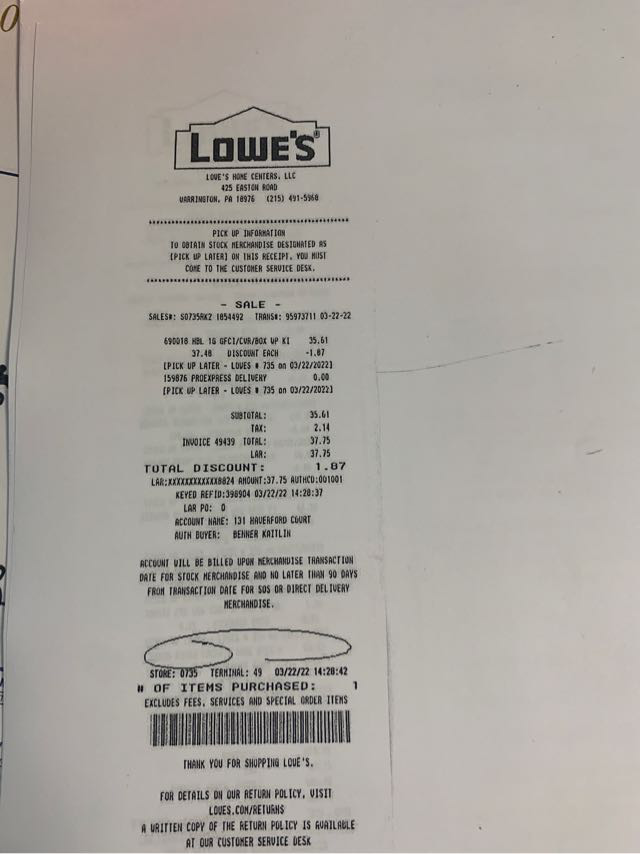 LOWE'S
LOWE'S HOME CENTERS, LLC
425 EASTON ROAD
WARRINGTON, PA 18976 (215) 491-5960
PICK UP INFORMATION
TO OBTAIN STOCK MERCHANDISE DESIGNATED AS
[PICK UP LATER] ON THIS RECEIPT, YOU MUST
COME TO THE CUSTOMER SERVICE DESK.
- SALE -
SALES#: S0735RK2 1854492 TRANS#: 95973711 03-22-22
690018 HBL 1G GFCI/CVR/BOX WP KI 35.61
37.48 DISCOUNT EACH -1.87
[PICK UP LATER - LOWES # 735 on 03/22/2022]
159876 PROEXPRESS DELIVERY 0.00
[PICK UP LATER - LOWES # 735 on 03/22/2022]
SUBTOTAL: 35.61
TAX: 2.14
INVOICE 49439 TOTAL: 37.75
LAR: 37.75
TOTAL DISCOUNT: 1.87
LAR:XXXXXXXXXXXX8824 AMOUNT:37.75 AUTHCD:001001
KEYED REFID:398904 03/22/22 14:28:37
LAR PO: 0
ACCOUNT NAME: 131 HAVERFORD COURT
AUTH BUYER: BENNER KAITLIN
ACCOUNT WILL BE BILLED UPON MERCHANDISE TRANSACTION
DATE FOR STOCK MERCHANDISE AND NO LATER THAN 90 DAYS
FROM TRANSACTION DATE FOR SOS OR DIRECT DELIVERY
MERCHANDISE.
STORE: 0735 TERMINAL: 49 03/22/22 14:28:42
# OF ITEMS PURCHASED: 1
EXCLUDES FEES, SERVICES AND SPECIAL ORDER ITEMS
THANK YOU FOR SHOPPING LOWE'S.
FOR DETAILS ON OUR RETURN POLICY, VISIT
LOWES.COM/RETURNS
A WRITTEN COPY OF THE RETURN POLICY IS AVAILABLE
AT OUR CUSTOMER SERVICE DESK